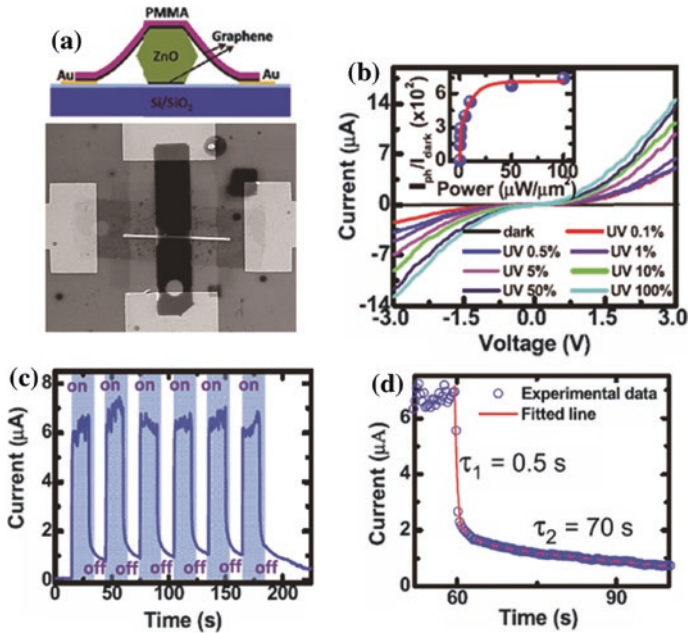 (a)
PMMA
Graphene
ZnO
Au
Au
Si/SiO₂
(b)
Current (μA)
14
7
0
-7
-14
-3.0
-1.5
0.0
1.5
3.0
Voltage (V)
I_ph/I_dark (x10²)
6
4
2
0
0
50
100
Power (μW/μm²)
dark
UV 0.1%
UV 0.5%
UV 1%
UV 5%
UV 10%
UV 50%
UV 100%
(c)
Current (μA)
8
6
4
2
0
on on on on on on
off off off off off off
0
50
100
150
200
Time (s)
(d)
Current (μA)
6
4
2
0
Experimental data
Fitted line
τ₁ = 0.5 s
τ₂ = 70 s
60
90
Time (s)